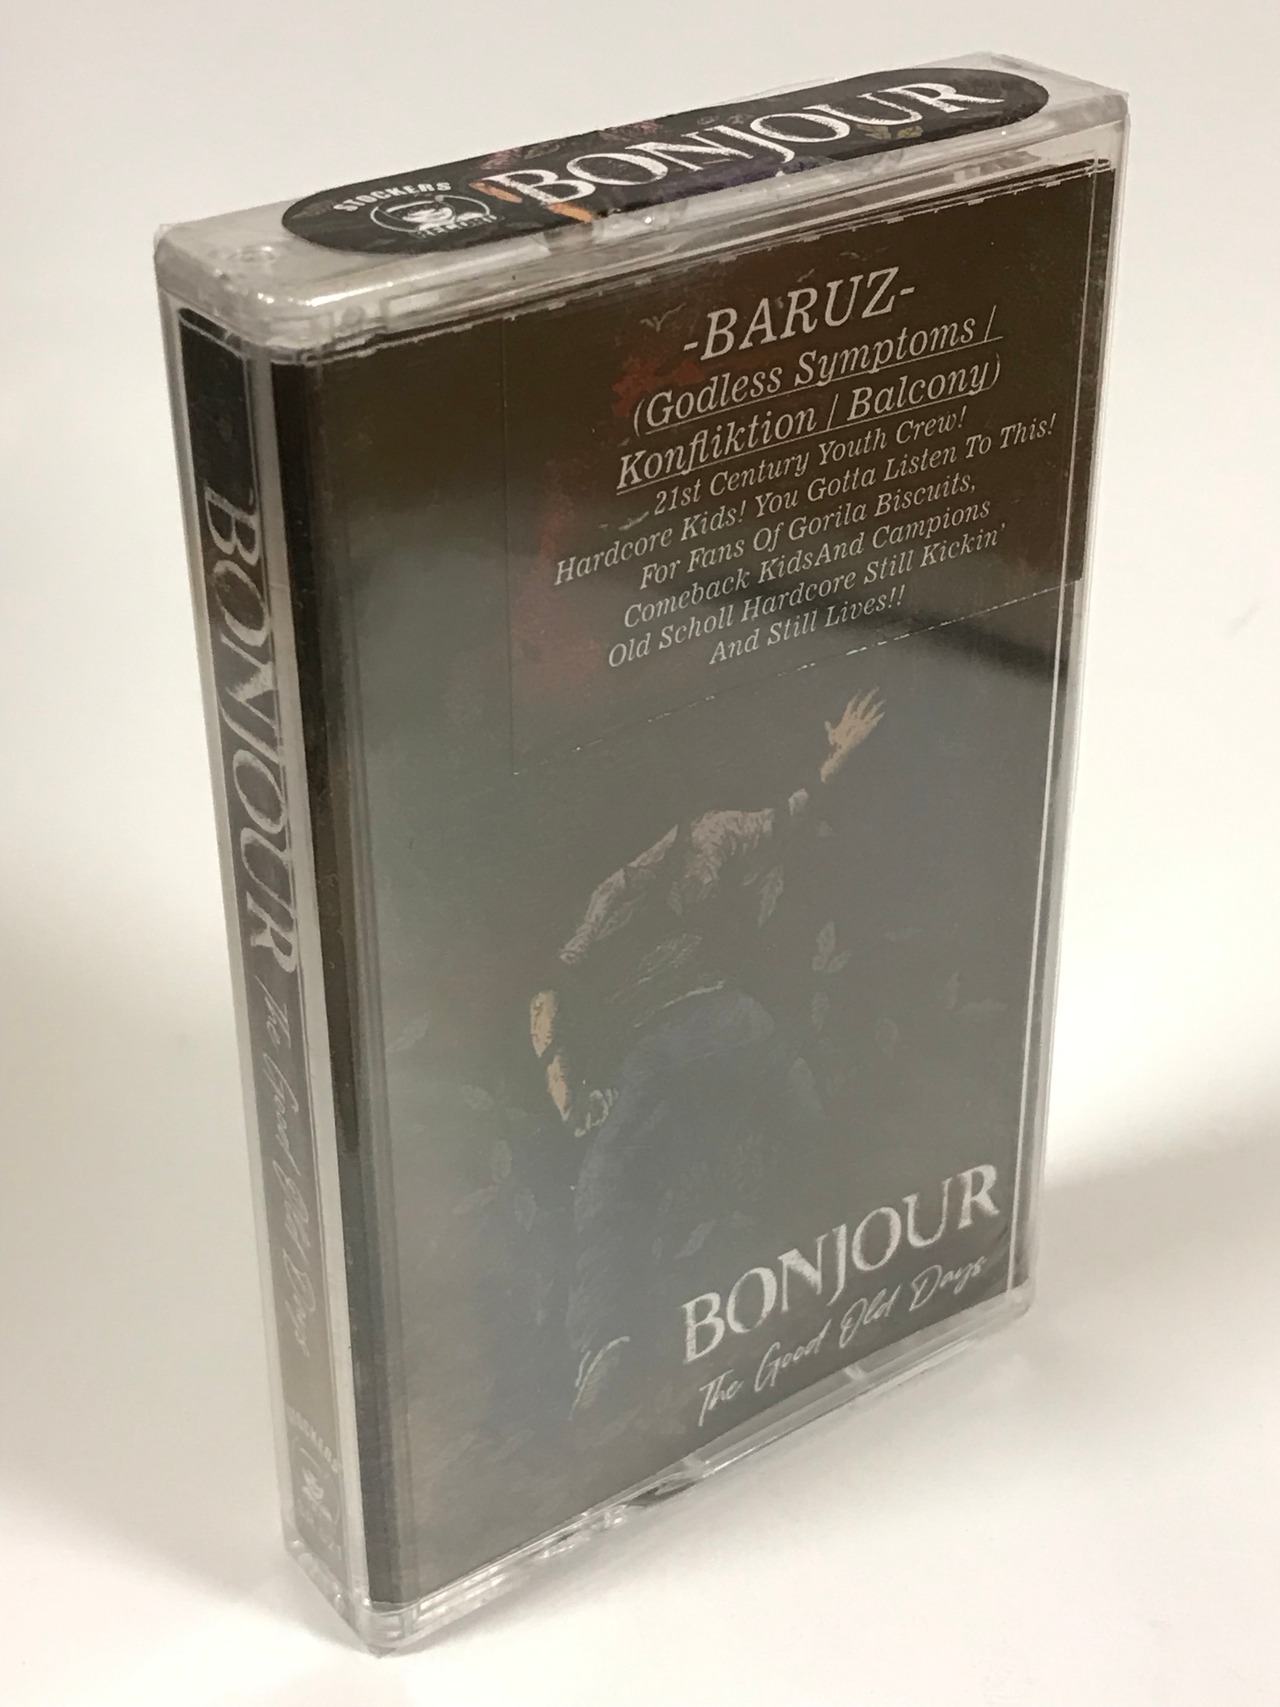 STOCKERS
BONJOUR
-BARUZ-
(Godless Symptoms /
Konfliktion / Balcony)
21st Century Youth Crew!
Hardcore Kids! You Gotta Listen To This!
For Fans Of Gorila Biscuits,
Comeback KidsAnd Campions
Old Scholl Hardcore Still Kickin'
And Still Lives!!
BONJOUR
The Good Old Days
BONJOUR
The Good Old Days
STOCKERS